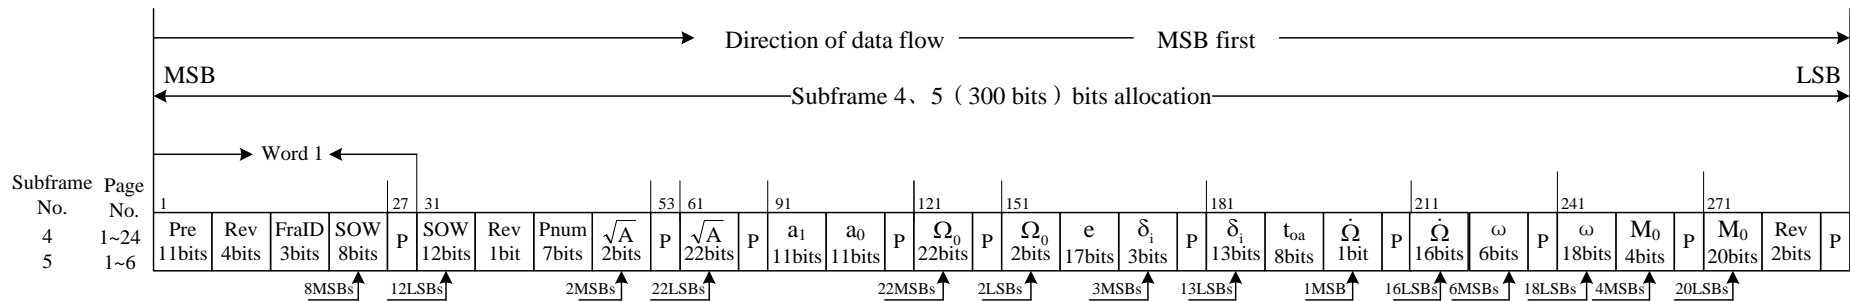 Direction of data flow MSB first
MSB LSB
Subframe 4、5（300 bits）bits allocation
Word 1
Subframe No. Page No.
1 27 31 53 61 91 121 151 181 211 241 271
4 1~24
5 1~6
Pre 11bits
Rev 4bits
FraID 3bits
SOW 8bits
P
SOW 12bits
Rev 1bit
Pnum 7bits
√A 2bits
P
√A 22bits
P
a₁ 11bits
a₀ 11bits
P
Ω₀ 22bits
P
Ω₀ 2bits
e 17bits
δᵢ 3bits
P
δᵢ 13bits
tₒₐ 8bits
Ω̇ 1bit
P
Ω̇ 16bits
ω 6bits
P
ω 18bits
M₀ 4bits
P
M₀ 20bits
Rev 2bits
P
8MSBs 12LSBs 2MSBs 22LSBs 22MSBs 2LSBs 3MSBs 13LSBs 1MSB 16LSBs 6MSBs 18LSBs 4MSBs 20LSBs